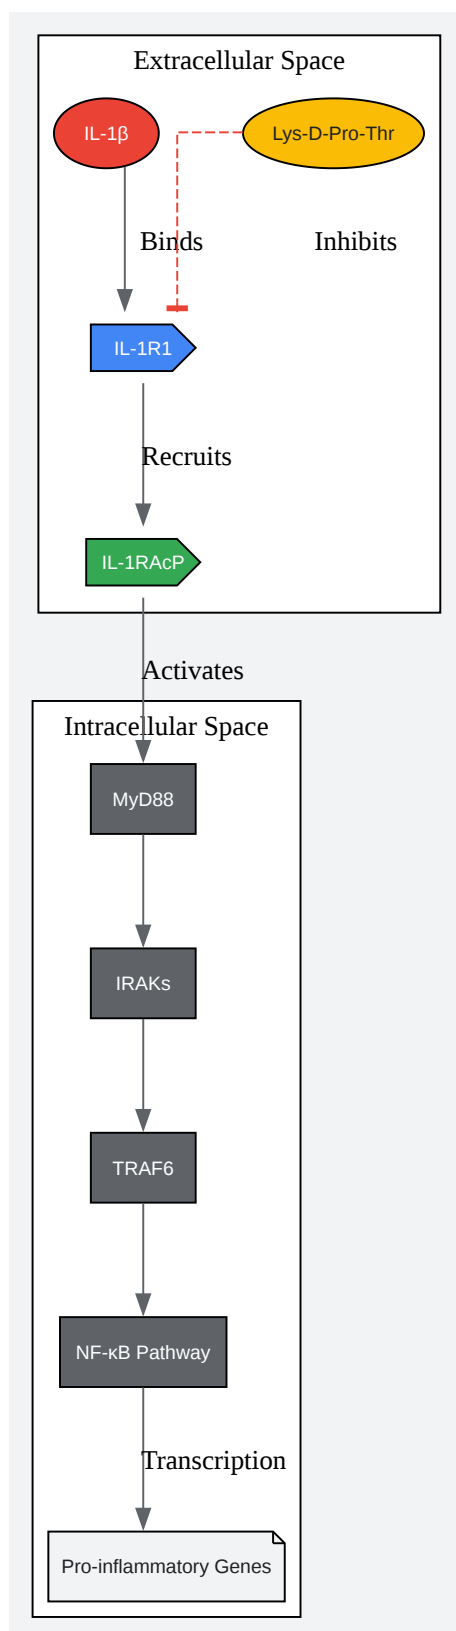 Extracellular Space
IL-1β
Lys-D-Pro-Thr
Binds
Inhibits
IL-1R1
Recruits
IL-1RAcP
Activates
Intracellular Space
MyD88
IRAKs
TRAF6
NF-κB Pathway
Transcription
Pro-inflammatory Genes